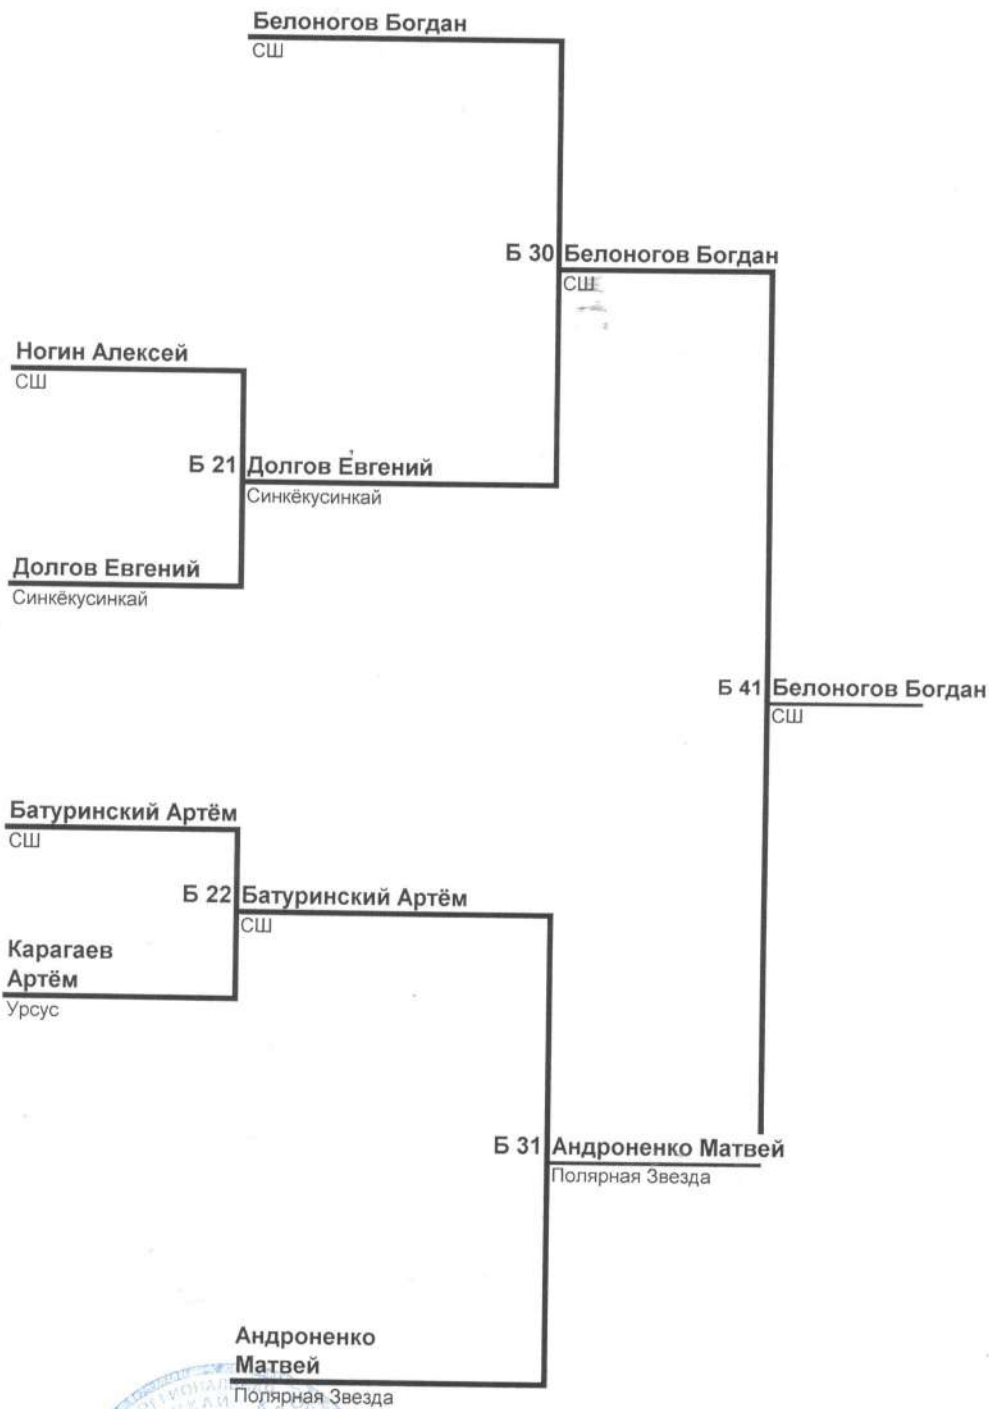 Белоногов Богдан
СШ
Б 30 Белоногов Богдан
СШ
Ногин Алексей
СШ
Б 21 Долгов Евгений
Синкёкусинкай
Долгов Евгений
Синкёкусинкай
Б 41 Белоногов Богдан
СШ
Батуринский Артём
СШ
Б 22 Батуринский Артём
СШ
Карагаев
Артём
Урсус
Б 31 Андроненко Матвей
Полярная Звезда
Андроненко
Матвей
Полярная Звезда